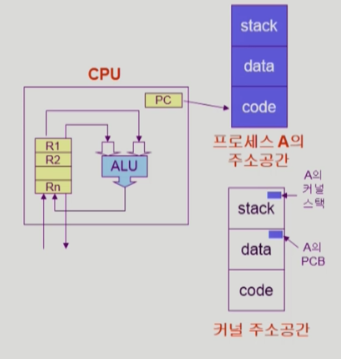 CPU
PC
R1
R2
Rn
ALU
stack
data
code
프로세스 A의
주소공간
stack
data
code
A의
커널
스택
A의
PCB
커널 주소공간